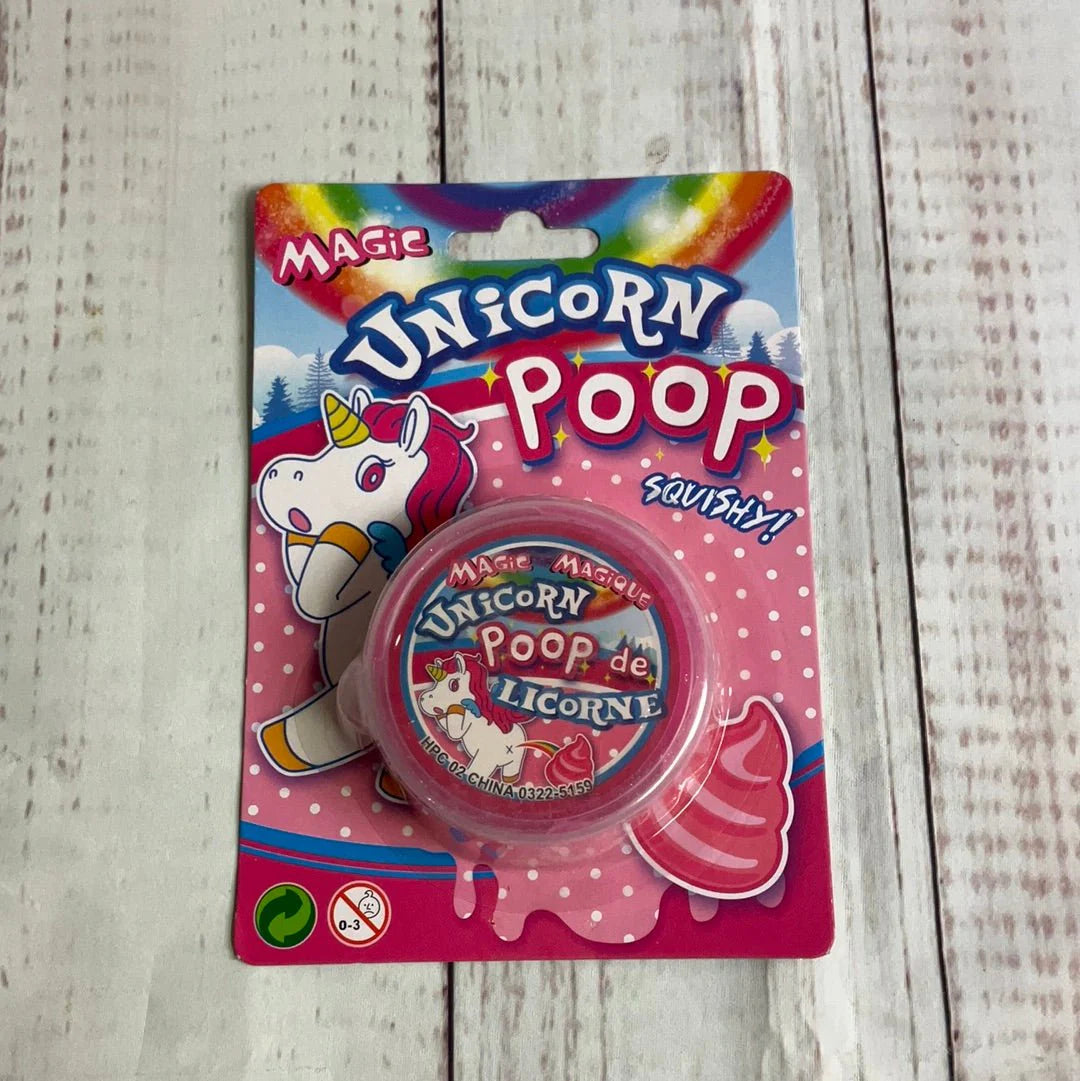 MAGiC
UNiCORN
POOP
SQUISHY!
MAGiC MAGiQUE
UNiCORN
POOP de
LiCORNE
HPC 02 CHINA 0322-5159
0-3